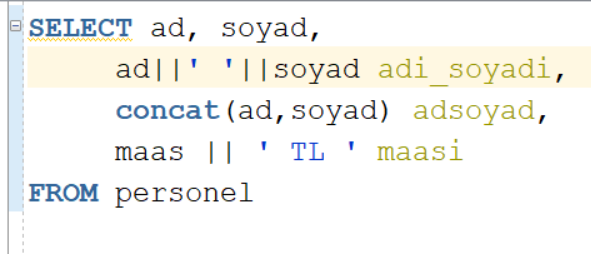 SELECT ad, soyad,
ad||' '||soyad adi_soyadi,
concat(ad,soyad) adsoyad,
maas || ' TL ' maasi
FROM personel